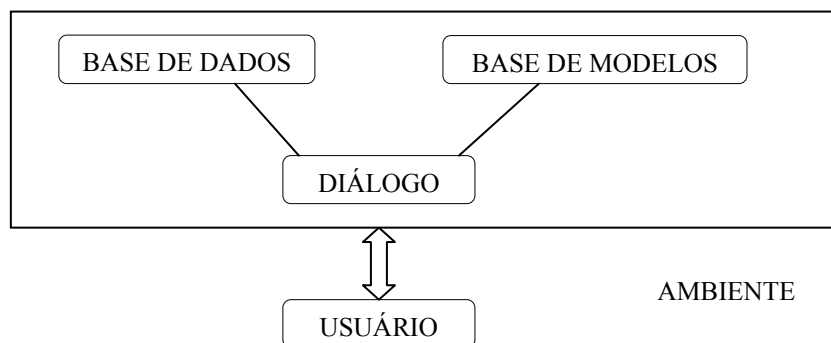 BASE DE DADOS
BASE DE MODELOS
DIÁLOGO
AMBIENTE
USUÁRIO